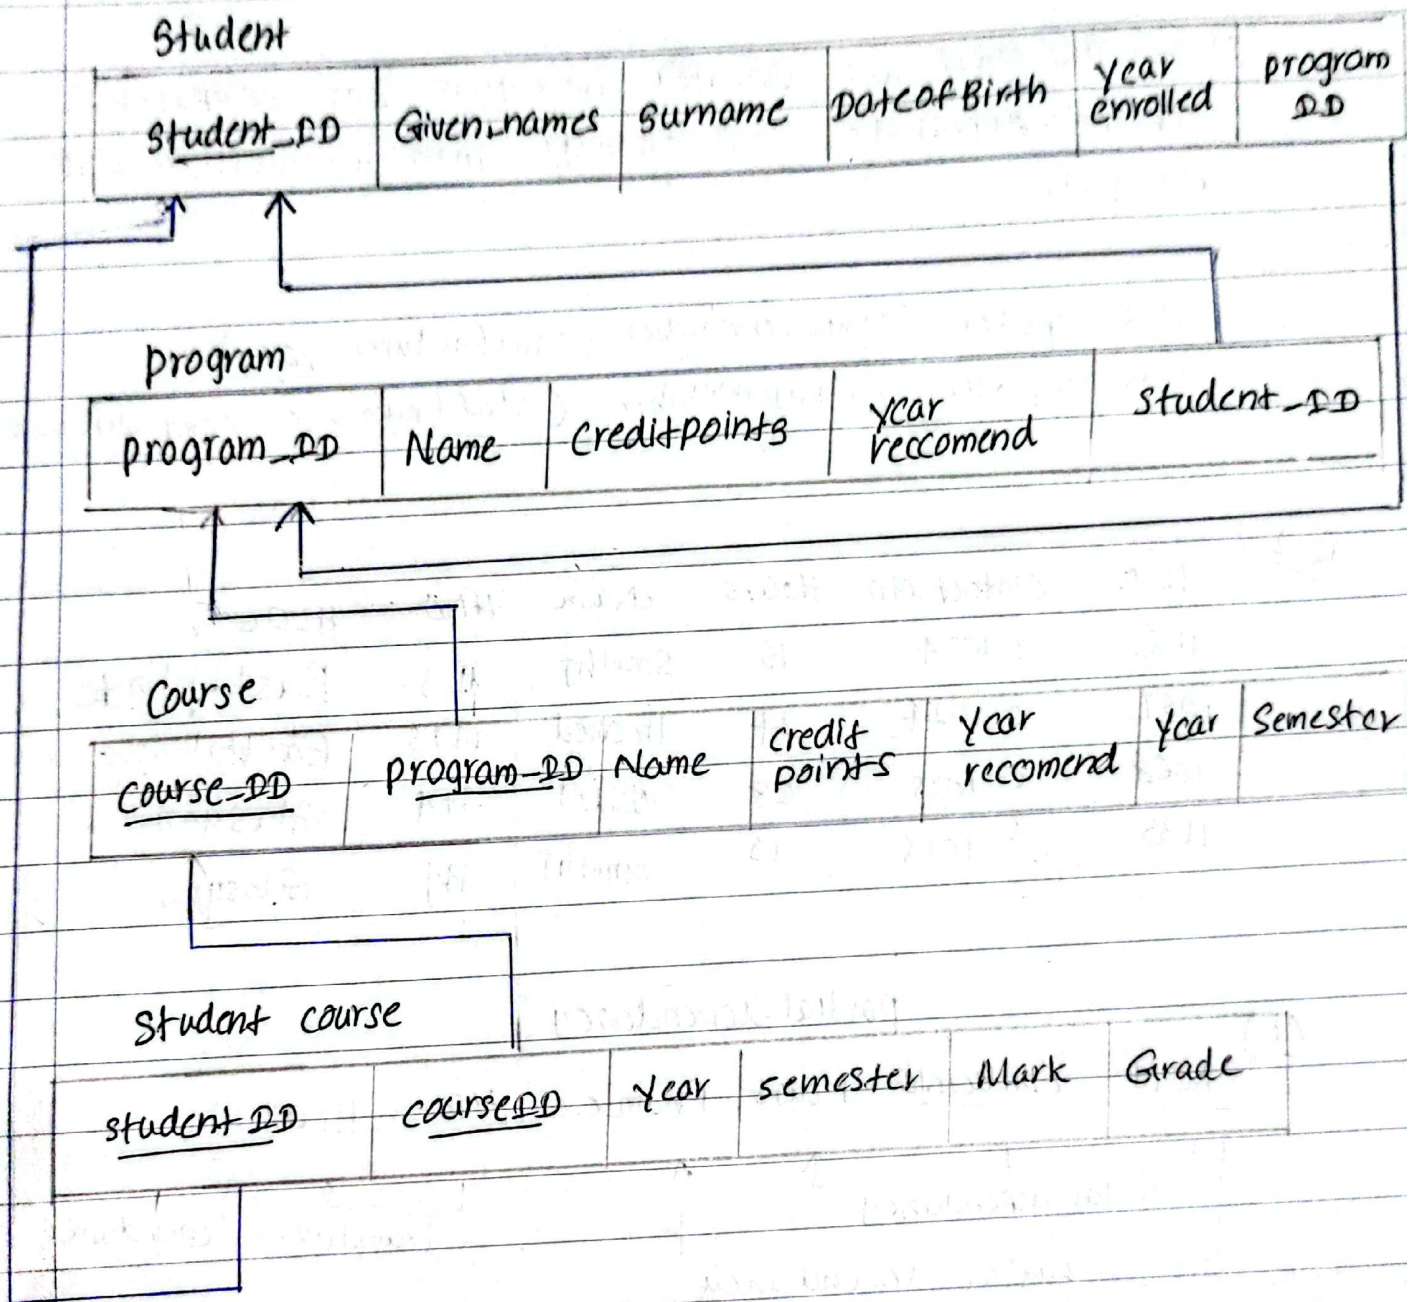 Student
Student_ID Given_names Surname DateofBirth year enrolled program ID
program
program_ID Name creditpoints year reccomend student_ID
Course
course_ID program_ID Name credit points year recomend year Semester
Student course
student ID courseID year semester Mark Grade